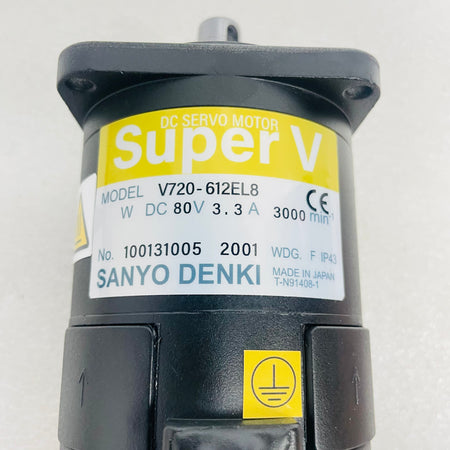 DC SERVO MOTOR
Super V
MODEL V720-612EL8
W DC 80V 3.3A 3000 min⁻¹ CE
No. 100131005 2001 WDG. F IP43
SANYO DENKI MADE IN JAPAN
T-N91408-1